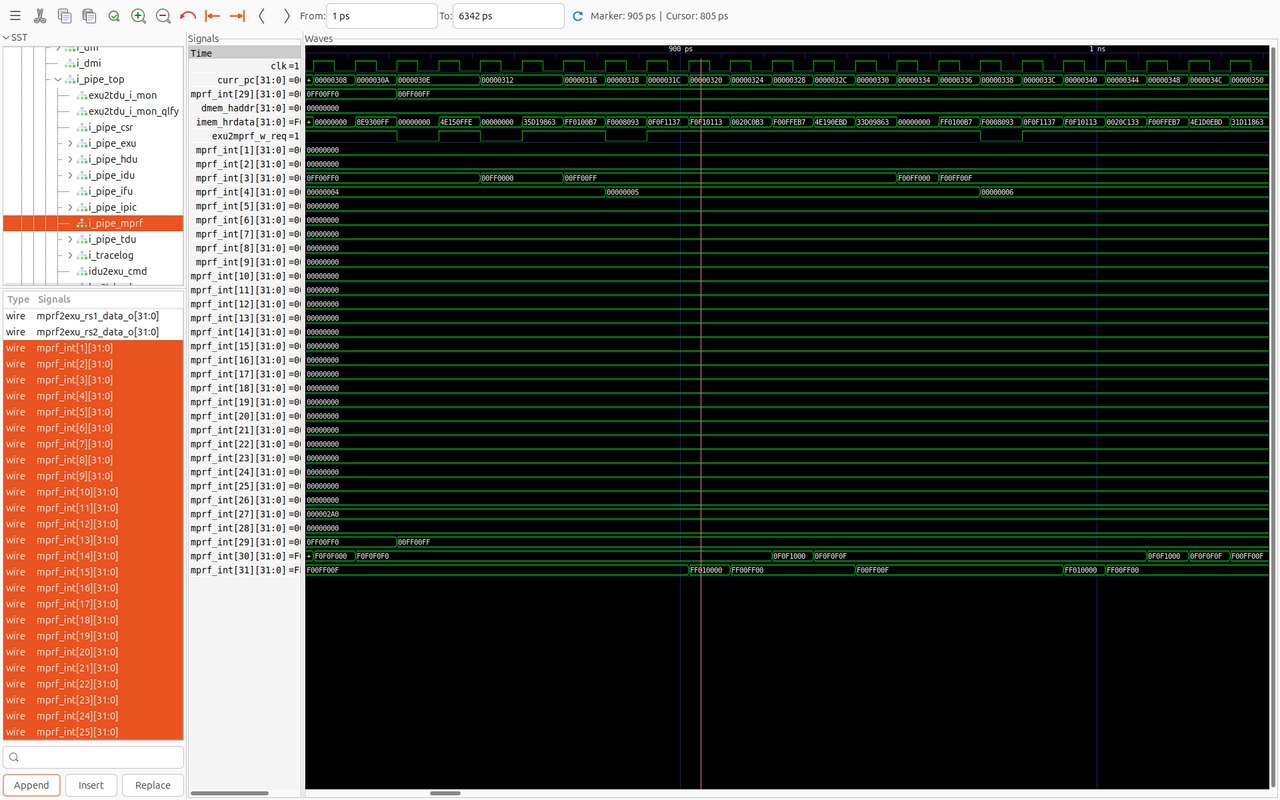 From: 1 ps To: 6342 ps Marker: 905 ps | Cursor: 805 ps
SST
i_dmi
i_pipe_top
exu2tdu_i_mon
exu2tdu_i_mon_qlfy
i_pipe_csr
i_pipe_exu
i_pipe_hdu
i_pipe_idu
i_pipe_ifu
i_pipe_ipic
i_pipe_mprf
i_pipe_tdu
i_tracelog
idu2exu_cmd
Type Signals
wire mprf2exu_rs1_data_o[31:0]
wire mprf2exu_rs2_data_o[31:0]
wire mprf_int[1][31:0]
wire mprf_int[2][31:0]
wire mprf_int[3][31:0]
wire mprf_int[4][31:0]
wire mprf_int[5][31:0]
wire mprf_int[6][31:0]
wire mprf_int[7][31:0]
wire mprf_int[8][31:0]
wire mprf_int[9][31:0]
wire mprf_int[10][31:0]
wire mprf_int[11][31:0]
wire mprf_int[12][31:0]
wire mprf_int[13][31:0]
wire mprf_int[14][31:0]
wire mprf_int[15][31:0]
wire mprf_int[16][31:0]
wire mprf_int[17][31:0]
wire mprf_int[18][31:0]
wire mprf_int[19][31:0]
wire mprf_int[20][31:0]
wire mprf_int[21][31:0]
wire mprf_int[22][31:0]
wire mprf_int[23][31:0]
wire mprf_int[24][31:0]
wire mprf_int[25][31:0]
Append Insert Replace
Signals Waves
Time 900 ps 1 ns
clk=1
curr_pc[31:0] =0 + 00000308 0000030A 0000030E 00000312 00000316 00000318 0000031C 00000320 00000324 00000328 0000032C 00000330 00000334 00000336 00000338 0000033C 00000340 00000344 00000348 0000034C 00000350
mprf_int[29][31:0] =0 0FF00FF0 00FF00FF
dmem_haddr[31:0] =0 00000000
imem_hrdata[31:0] =F + 00000000 8E9300FF 00000000 4E150FFE 00000000 35D19863 FF0100B7 F0008093 0F0F1137 F0F10113 0020C0B3 F00FFEB7 4E190EBD 33D09863 00000000 FF0100B7 F0008093 0F0F1137 F0F10113 0020C133 F00FFEB7 4E1D0EBD 31D11863
exu2mprf_w_req=1
mprf_int[1][31:0] =0 00000000
mprf_int[2][31:0] =0 00000000
mprf_int[3][31:0] =0 0FF00FF0 00FF0000 00FF00FF F00FF000 F00FF00F
mprf_int[4][31:0] =0 00000004 00000005 00000006
mprf_int[5][31:0] =0 00000000
mprf_int[6][31:0] =0 00000000
mprf_int[7][31:0] =0 00000000
mprf_int[8][31:0] =0 00000000
mprf_int[9][31:0] =0 00000000
mprf_int[10][31:0] =0 00000000
mprf_int[11][31:0] =0 00000000
mprf_int[12][31:0] =0 00000000
mprf_int[13][31:0] =0 00000000
mprf_int[14][31:0] =0 00000000
mprf_int[15][31:0] =0 00000000
mprf_int[16][31:0] =0 00000000
mprf_int[17][31:0] =0 00000000
mprf_int[18][31:0] =0 00000000
mprf_int[19][31:0] =0 00000000
mprf_int[20][31:0] =0 00000000
mprf_int[21][31:0] =0 00000000
mprf_int[22][31:0] =0 00000000
mprf_int[23][31:0] =0 00000000
mprf_int[24][31:0] =0 00000000
mprf_int[25][31:0] =0 00000000
mprf_int[26][31:0] =0 00000000
mprf_int[27][31:0] =0 000002A0
mprf_int[28][31:0] =0 00000000
mprf_int[29][31:0] =0 0FF00FF0 00FF00FF
mprf_int[30][31:0] =F + F0F0F000 F0F0F0F0 0F0F1000 0F0F0F0F 0F0F1000 0F0F0F0F F00FF00F
mprf_int[31][31:0] =F F00FF00F FF010000 FF00FF00 F00FF00F FF010000 FF00FF00